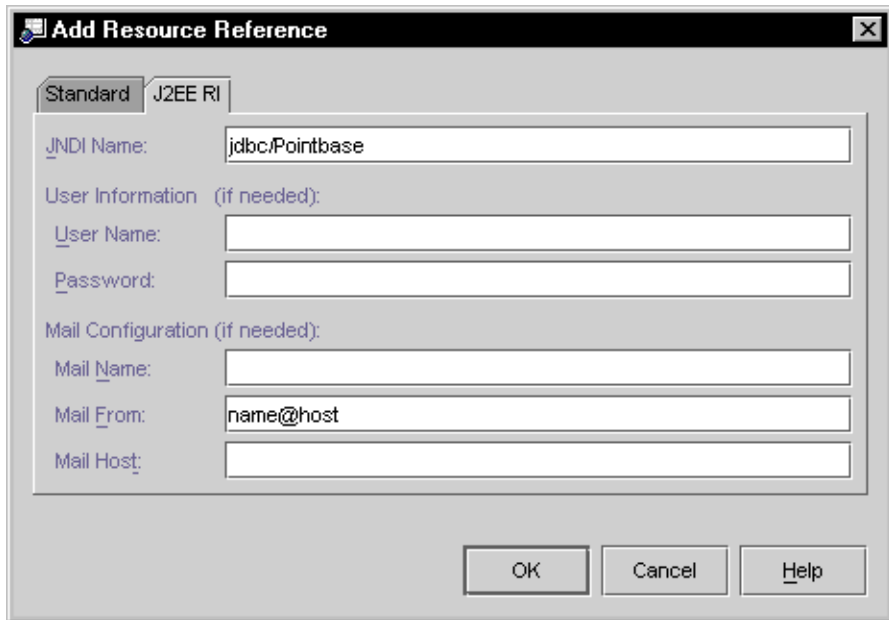 Add Resource Reference
Standard J2EE RI
JNDI Name: jdbc/Pointbase
User Information (if needed):
User Name:
Password:
Mail Configuration (if needed):
Mail Name:
Mail From: name@host
Mail Host:
OK Cancel Help